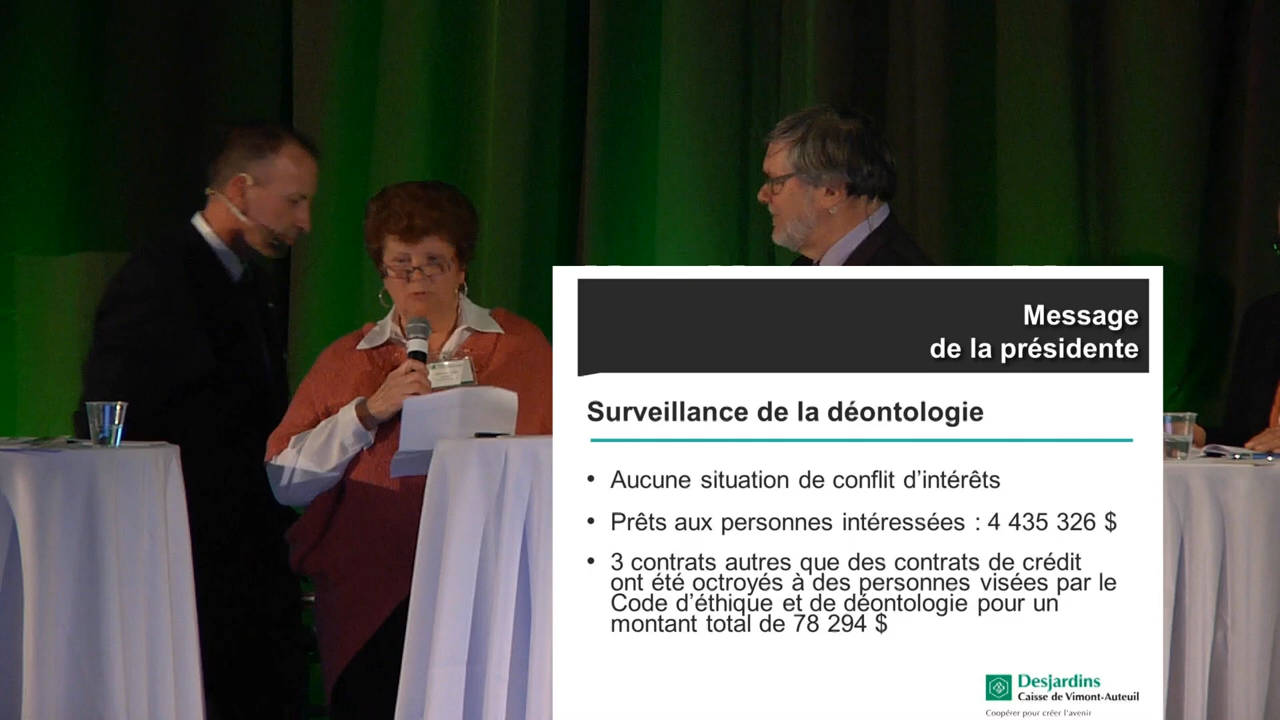 Message
de la présidente
Surveillance de la déontologie
• Aucune situation de conflit d’intérêts
• Prêts aux personnes intéressées : 4 435 326 $
• 3 contrats autres que des contrats de crédit
ont été octroyés à des personnes visées par le
Code d’éthique et de déontologie pour un
montant total de 78 294 $
Desjardins
Caisse de Vimont-Auteuil
Coopérer pour créer l’avenir